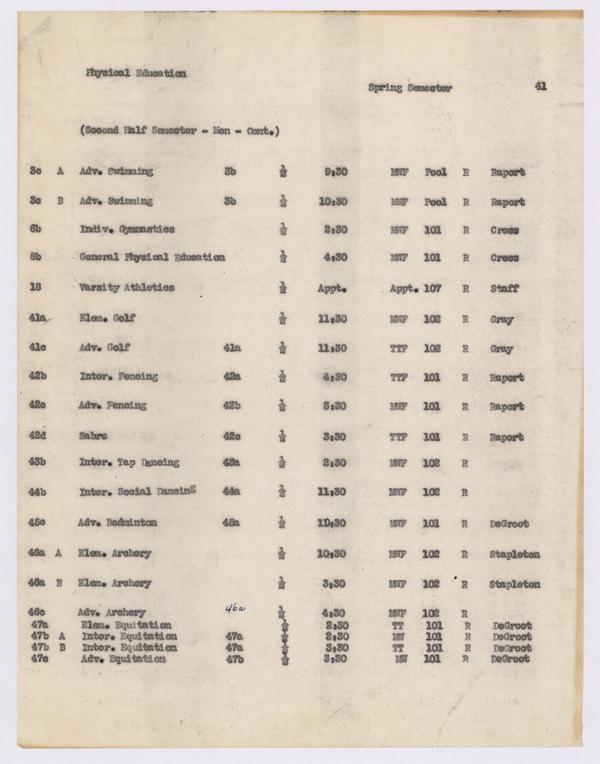 Physical Education
Spring Semester 41
(Second Half Semester - Men - Cont.)
3c A Adv. Swimming 3b ½ 9:30 MWF Pool R Raport
3c B Adv. Swimming 3b ½ 10:30 MWF Pool R Raport
6b Indiv. Gymnastics ½ 2:30 MWF 101 R Cress
8b General Physical Education ½ 4:30 MWF 101 R Cress
18 Varsity Athletics ½ Appt. Appt. 107 R Staff
41a Elem. Golf ½ 11:30 MWF 102 R Gray
41c Adv. Golf 41a ½ 11:30 TTF 102 R Gray
42b Inter. Fencing 42a ½ 4:30 TTF 101 R Raport
42c Adv. Fencing 42b ½ 3:30 MWF 101 R Raport
42d Sabre 42c ½ 3:30 TTF 101 R Raport
43b Inter. Tap Dancing 43a ½ 2:30 MWF 102 R
44b Inter. Social Dancing 44a ½ 11:30 MWF 102 R
45c Adv. Badminton 45a ½ MWF 101 R DeGroot
46a A Elem. Archery ½ 10:30 MWF 102 R Stapleton
46a B Elem. Archery ½ 3:30 MWF 102 R Stapleton
46c Adv. Archery 46a ½ 4:30 MWF 102 R
47a Elem. Equitation ½ 2:30 TT 101 R DeGroot
47b A Inter. Equitation 47a ½ 2:30 MW 101 R DeGroot
47b B Inter. Equitation 47a ½ 3:30 TT 101 R DeGroot
47c Adv. Equitation 47b ½ 3:30 MW 101 R DeGroot